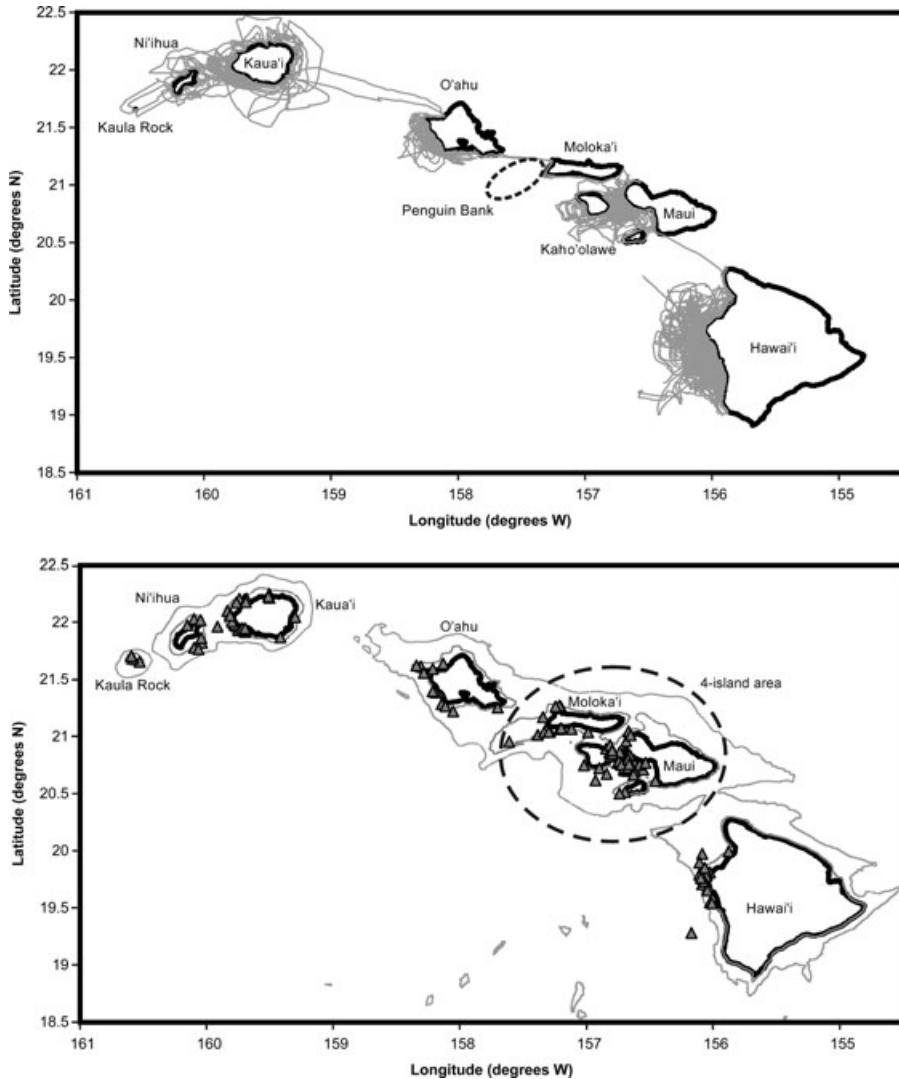 22.5
Ni'ihua
Kaua'i
22
O'ahu
Kaula Rock
21.5
Moloka'i
21
Penguin Bank
Maui
20.5
Kaho'olawe
20
Hawai'i
19.5
19
18.5
Latitude (degrees N)
161 160 159 158 157 156 155
Longitude (degrees W)
22.5
Ni'ihua
Kaua'i
22
O'ahu
Kaula Rock
21.5
4-island area
Moloka'i
21
Maui
20.5
20
Hawai'i
19.5
19
18.5
Latitude (degrees N)
161 160 159 158 157 156 155
Longitude (degrees W)